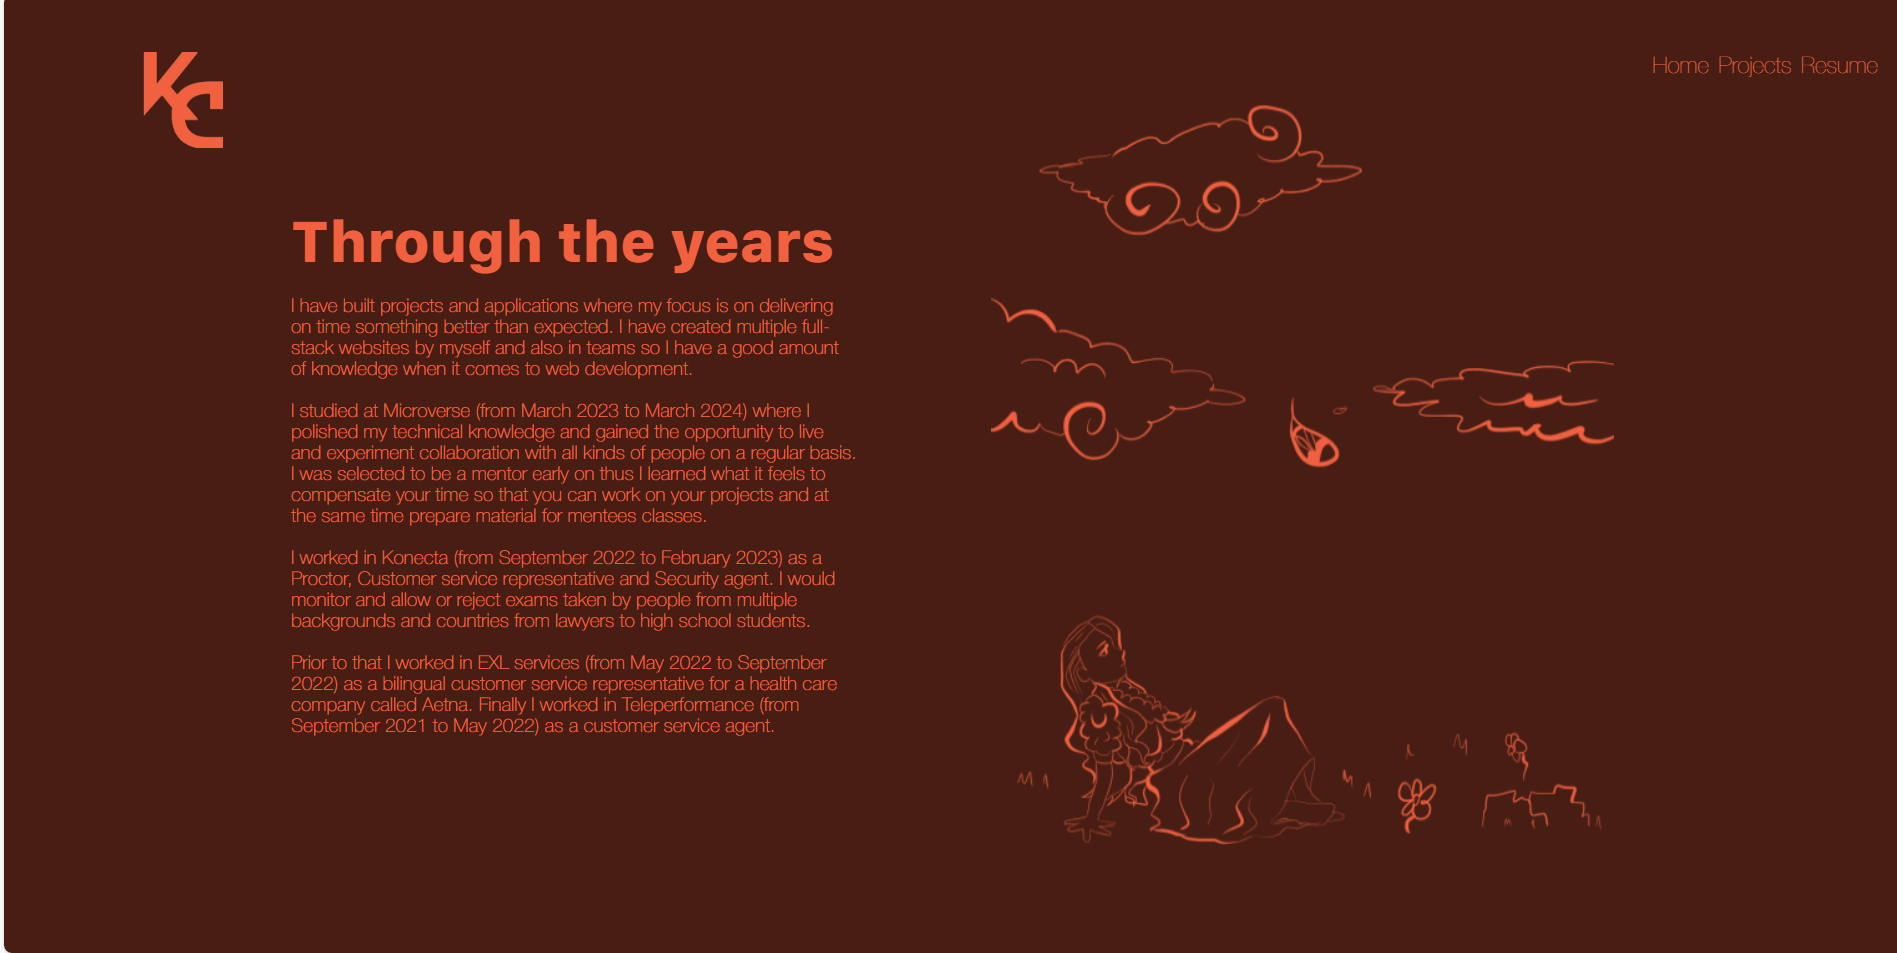 KC
Home Projects Resume
Through the years
I have built projects and applications where my focus is on delivering
on time something better than expected. I have created multiple full-
stack websites by myself and also in teams so I have a good amount
of knowledge when it comes to web development.
I studied at Microverse (from March 2023 to March 2024) where I
polished my technical knowledge and gained the opportunity to live
and experiment collaboration with all kinds of people on a regular basis.
I was selected to be a mentor early on thus I learned what it feels to
compensate your time so that you can work on your projects and at
the same time prepare material for mentees classes.
I worked in Konecta (from September 2022 to February 2023) as a
Proctor, Customer service representative and Security agent. I would
monitor and allow or reject exams taken by people from multiple
backgrounds and countries from lawyers to high school students.
Prior to that I worked in EXL services (from May 2022 to September
2022) as a bilingual customer service representative for a health care
company called Aetna. Finally I worked in Teleperformance (from
September 2021 to May 2022) as a customer service agent.